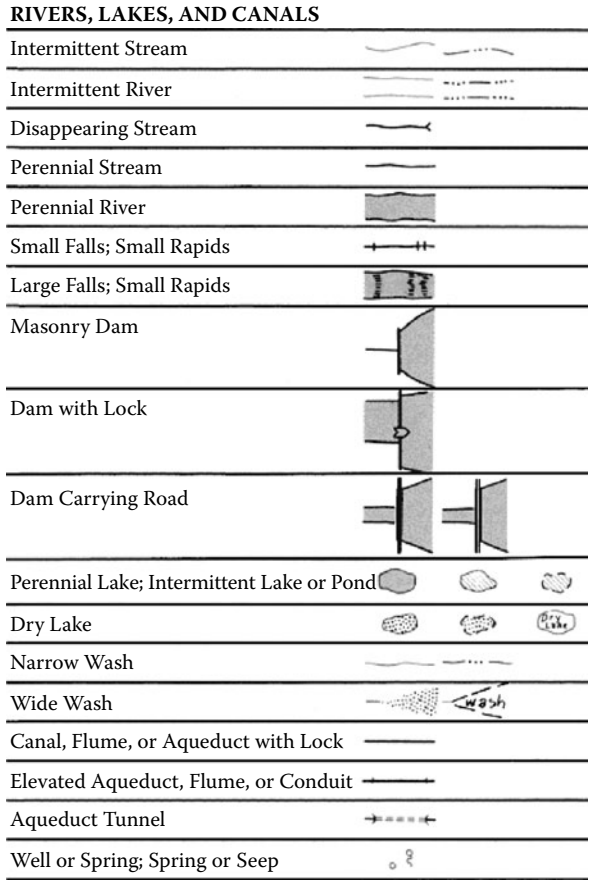 RIVERS, LAKES, AND CANALS
Intermittent Stream
Intermittent River
Disappearing Stream
Perennial Stream
Perennial River
Small Falls; Small Rapids
Large Falls; Small Rapids
Masonry Dam
Dam with Lock
Dam Carrying Road
Perennial Lake; Intermittent Lake or Pond
Dry Lake
Dry
Lake
Narrow Wash
Wide Wash
wash
Canal, Flume, or Aqueduct with Lock
Elevated Aqueduct, Flume, or Conduit
Aqueduct Tunnel
Well or Spring; Spring or Seep